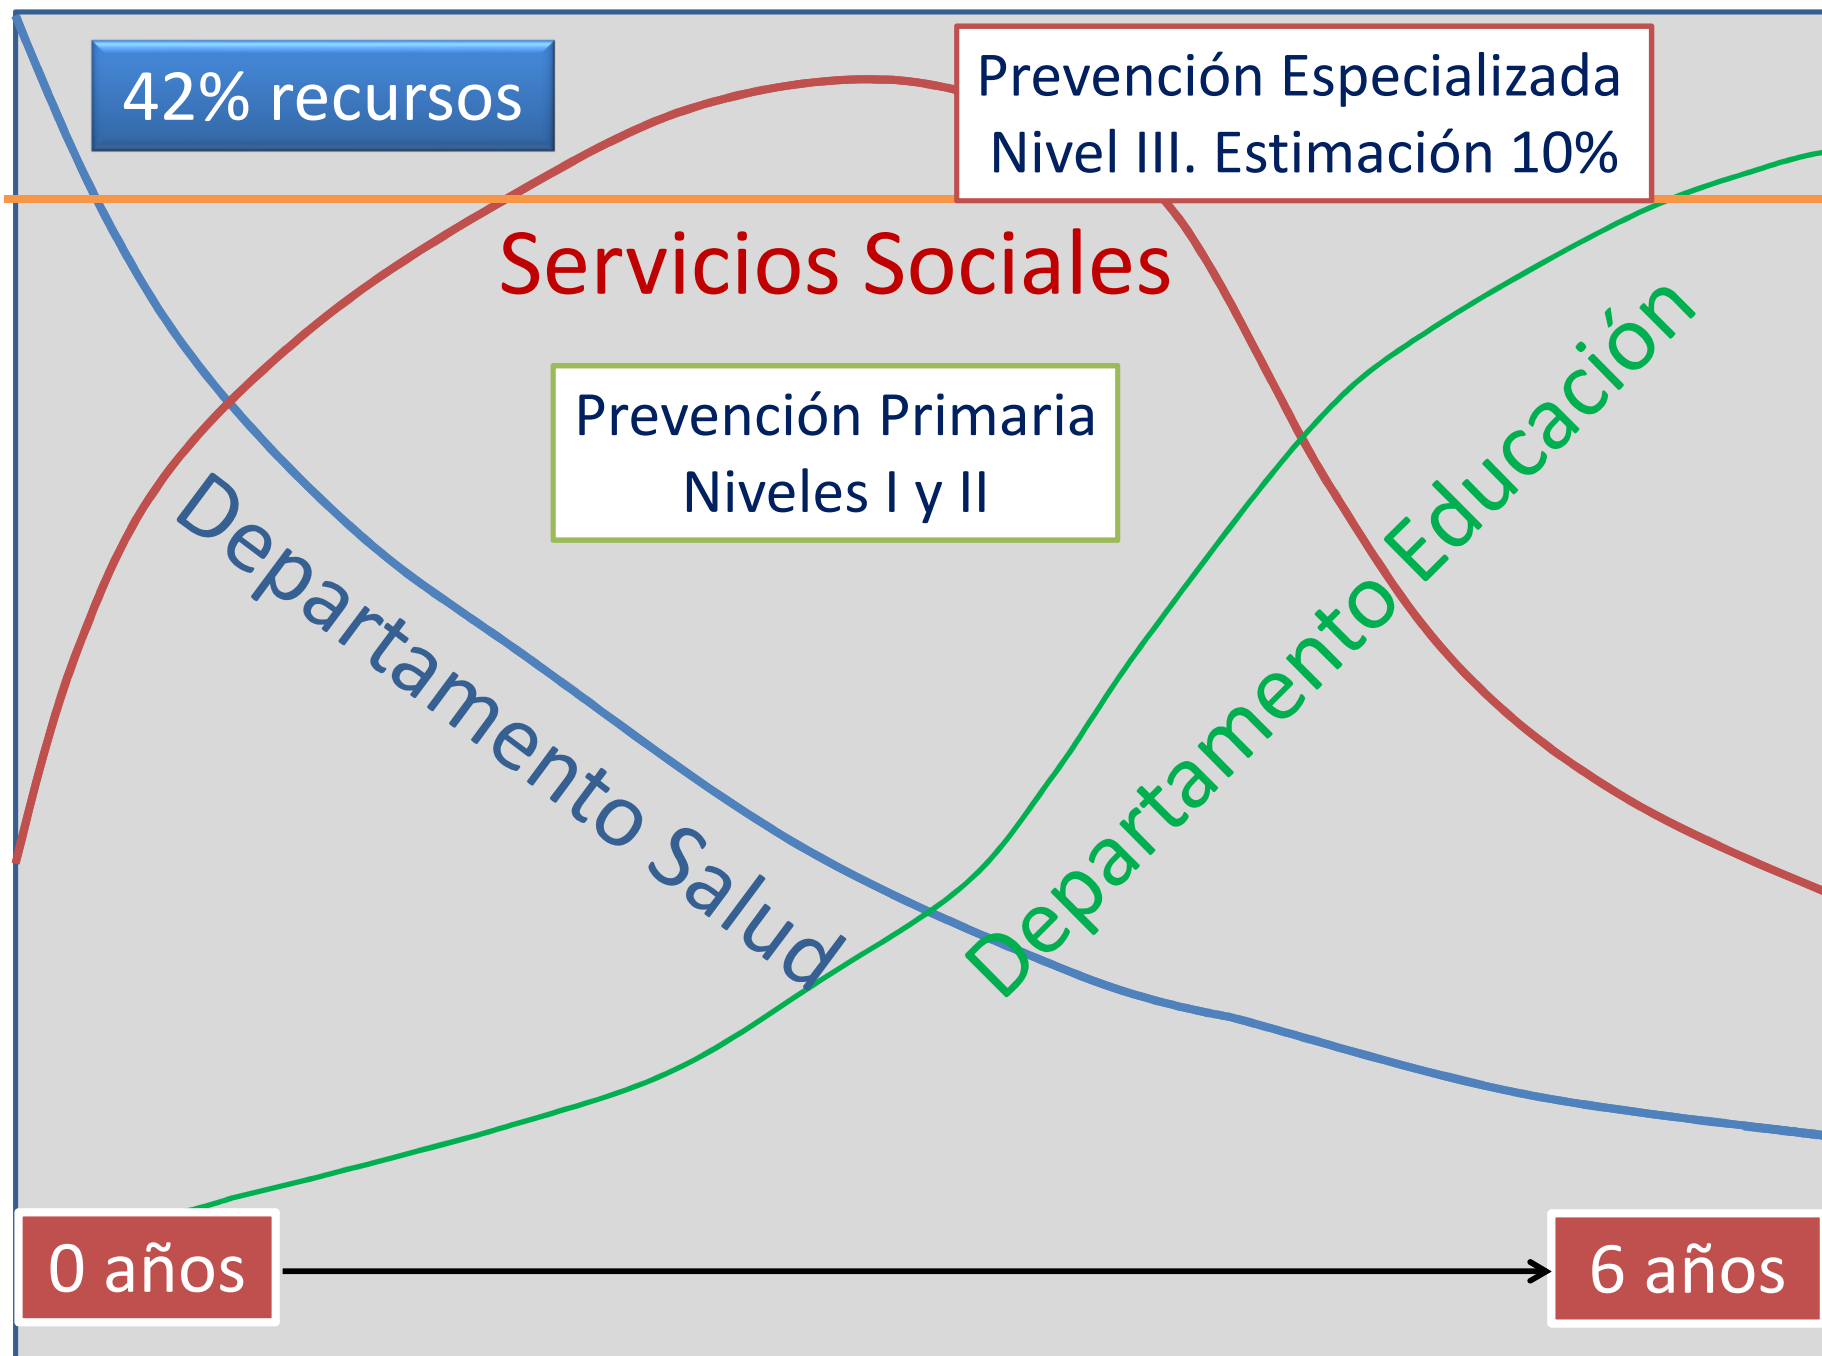 42% recursos
Prevención Especializada
Nivel III. Estimación 10%
Servicios Sociales
Prevención Primaria
Niveles I y II
Departamento Salud
Departamento Educación
0 años
6 años